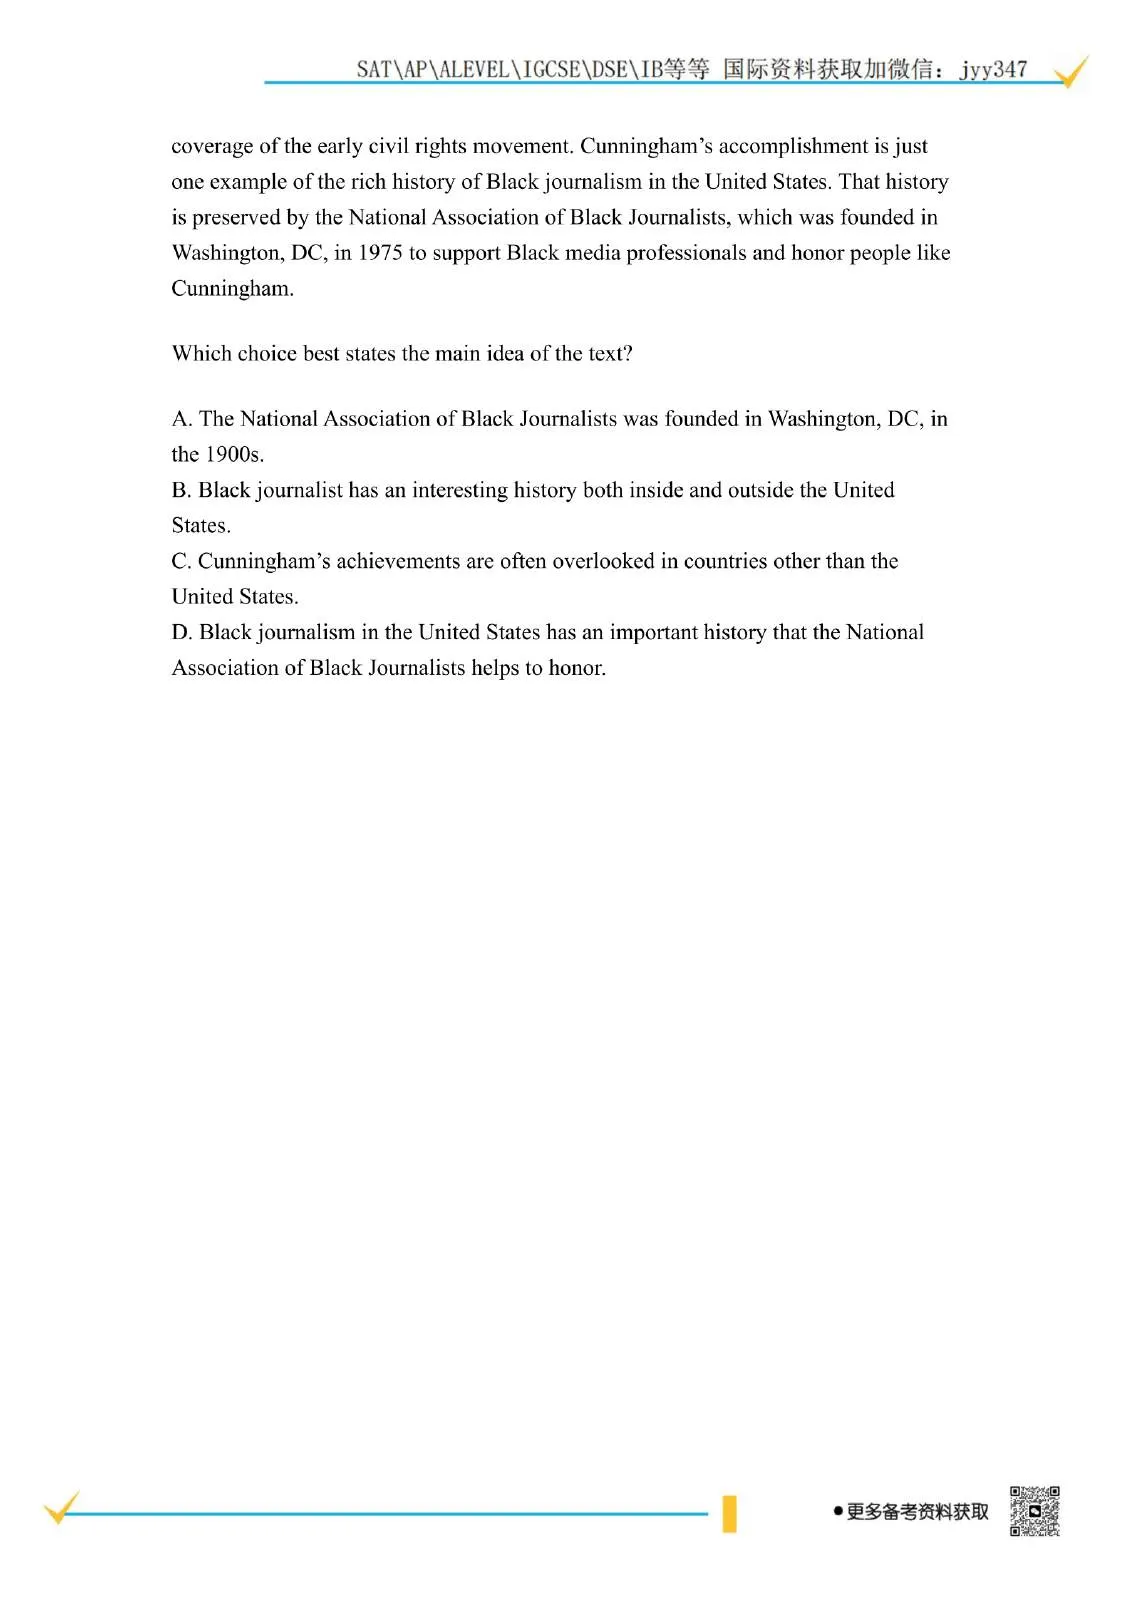 SAT\AP\ALEVEL\IGCSE\DSE\IB等等 国际资料获取加微信：jyy347
coverage of the early civil rights movement. Cunningham’s accomplishment is just
one example of the rich history of Black journalism in the United States. That history
is preserved by the National Association of Black Journalists, which was founded in
Washington, DC, in 1975 to support Black media professionals and honor people like
Cunningham.
Which choice best states the main idea of the text?
A. The National Association of Black Journalists was founded in Washington, DC, in
the 1900s.
B. Black journalist has an interesting history both inside and outside the United
States.
C. Cunningham’s achievements are often overlooked in countries other than the
United States.
D. Black journalism in the United States has an important history that the National
Association of Black Journalists helps to honor.
●更多备考资料获取